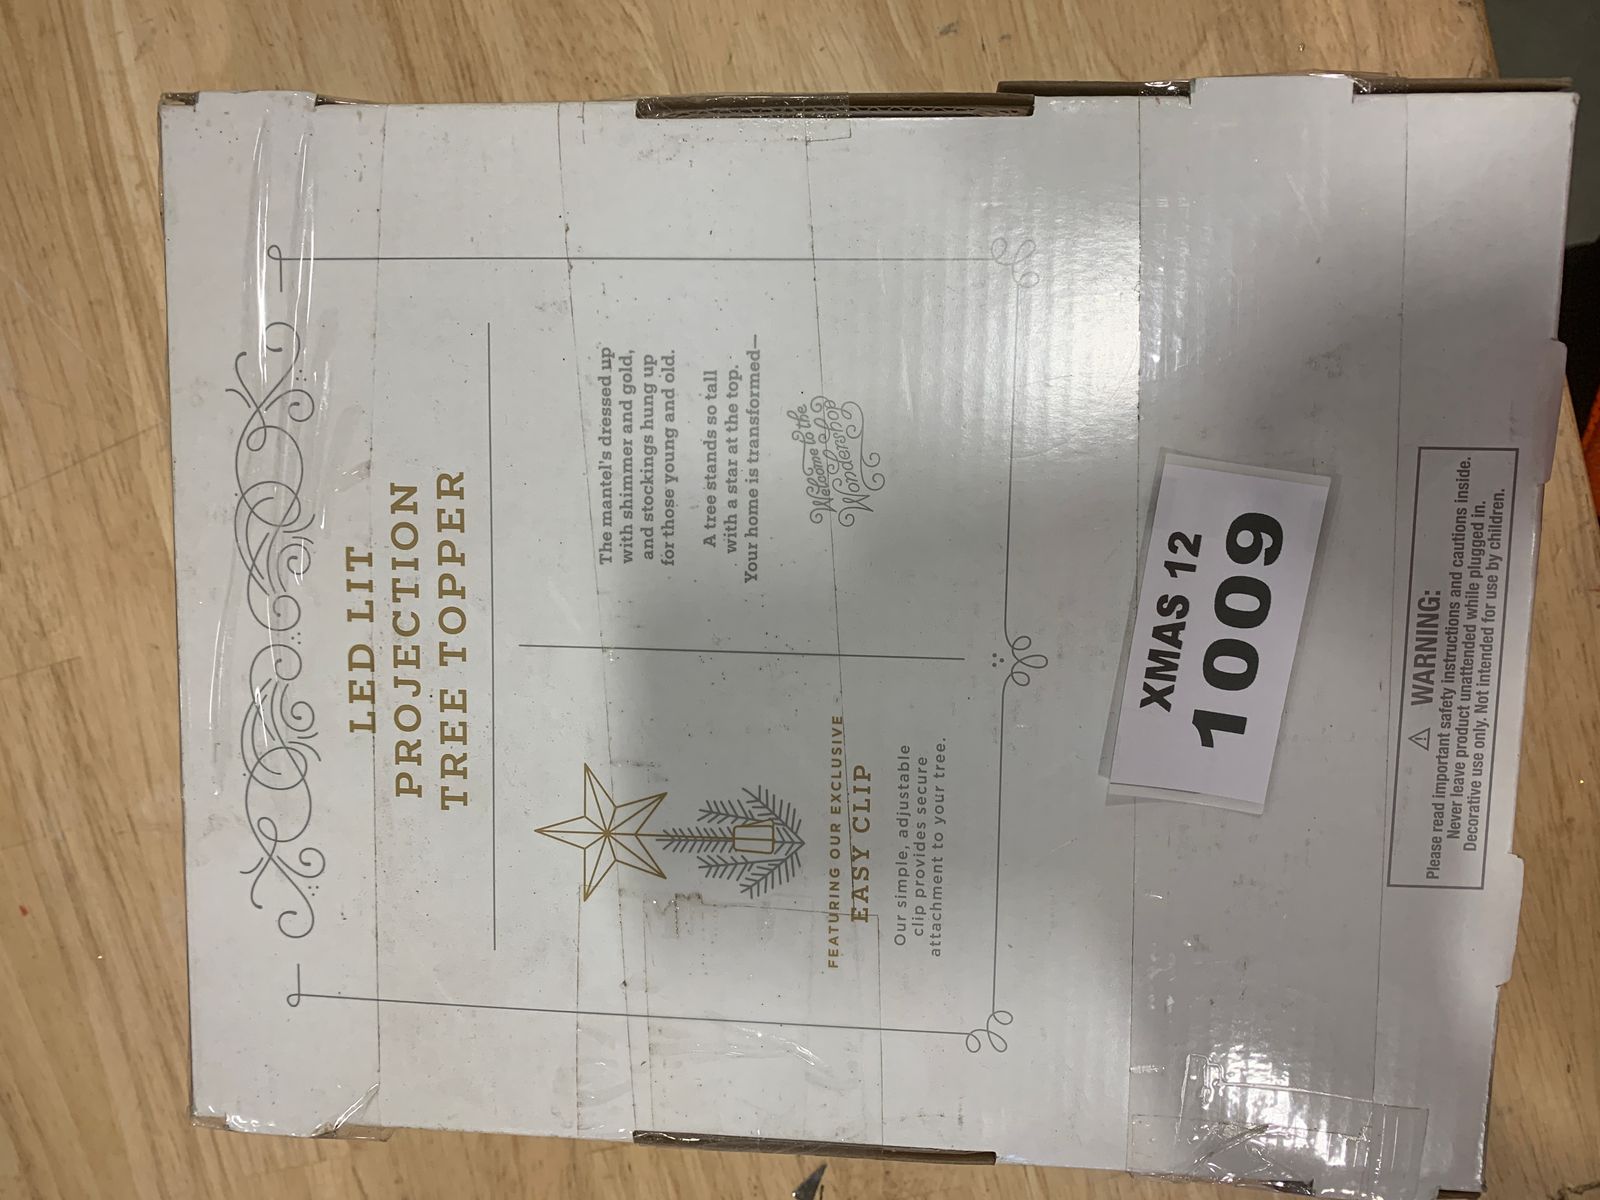 LED LIT
PROJECTION
TREE TOPPER
FEATURING OUR EXCLUSIVE
EASY CLIP
Our simple, adjustable
clip provides secure
attachment to your tree.
The mantel's dressed up
with shimmer and gold,
and stockings hung up
for those young and old.
A tree stands so tall
with a star at the top.
Your home is transformed—
Welcome to the
Wondershop
XMAS 12
1009
⚠ WARNING:
Please read important safety instructions and cautions inside.
Never leave product unattended while plugged in.
Decorative use only. Not intended for use by children.